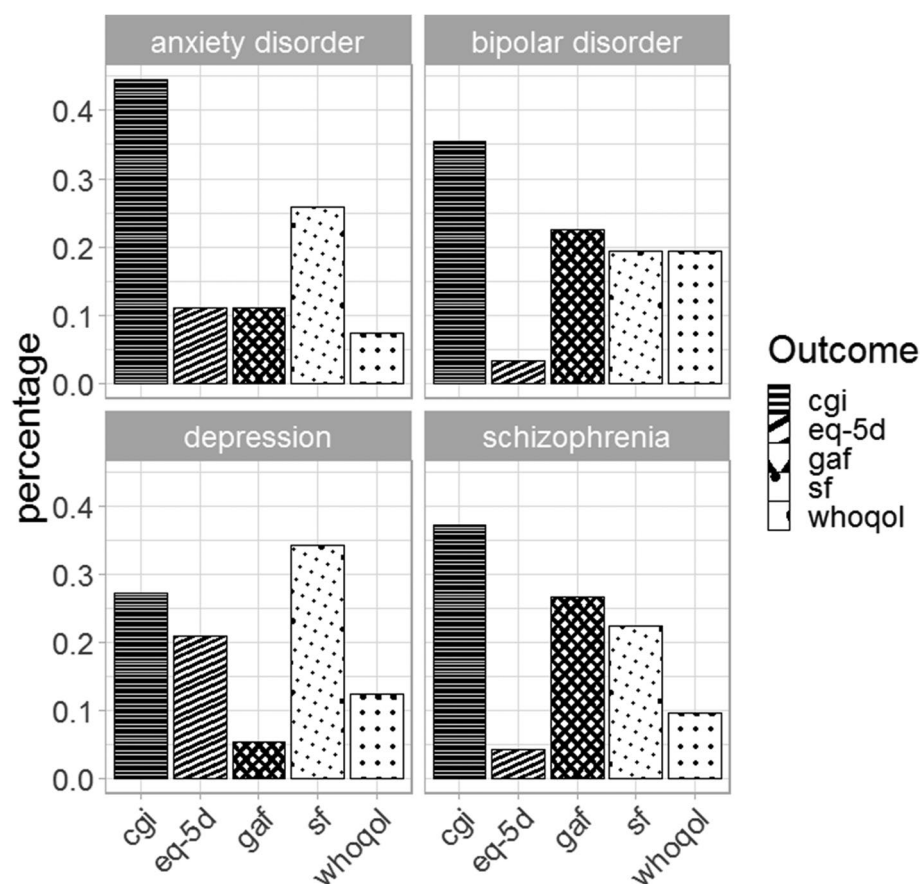 anxiety disorder
bipolar disorder
0.4
0.3
0.2
0.1
0.0
depression
schizophrenia
0.4
0.3
0.2
0.1
0.0
percentage
cgi
eq-5d
gaf
sf
whoqol
cgi
eq-5d
gaf
sf
whoqol
Outcome
cgi
eq-5d
gaf
sf
whoqol